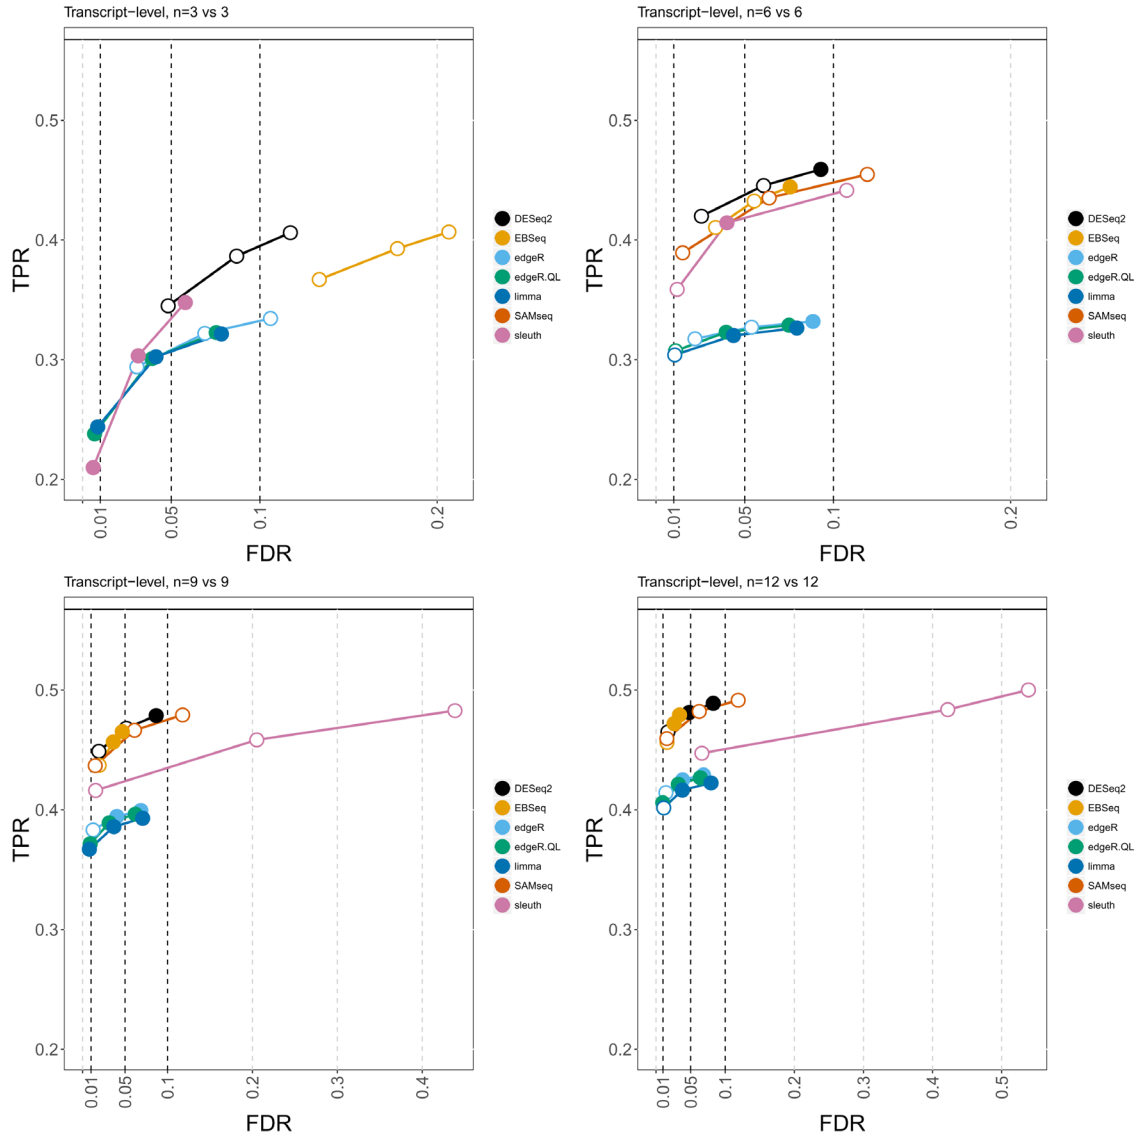 Transcript−level, n=3 vs 3
TPR
0.5
0.4
0.3
0.2
0.01
0.05
0.1
0.2
FDR
DESeq2
EBSeq
edgeR
edgeR.QL
limma
SAMseq
sleuth
Transcript−level, n=6 vs 6
TPR
0.5
0.4
0.3
0.2
0.01
0.05
0.1
0.2
FDR
DESeq2
EBSeq
edgeR
edgeR.QL
limma
SAMseq
sleuth
Transcript−level, n=9 vs 9
TPR
0.5
0.4
0.3
0.2
0.01
0.05
0.1
0.2
0.3
0.4
FDR
DESeq2
EBSeq
edgeR
edgeR.QL
limma
SAMseq
sleuth
Transcript−level, n=12 vs 12
TPR
0.5
0.4
0.3
0.2
0.01
0.05
0.1
0.2
0.3
0.4
0.5
FDR
DESeq2
EBSeq
edgeR
edgeR.QL
limma
SAMseq
sleuth